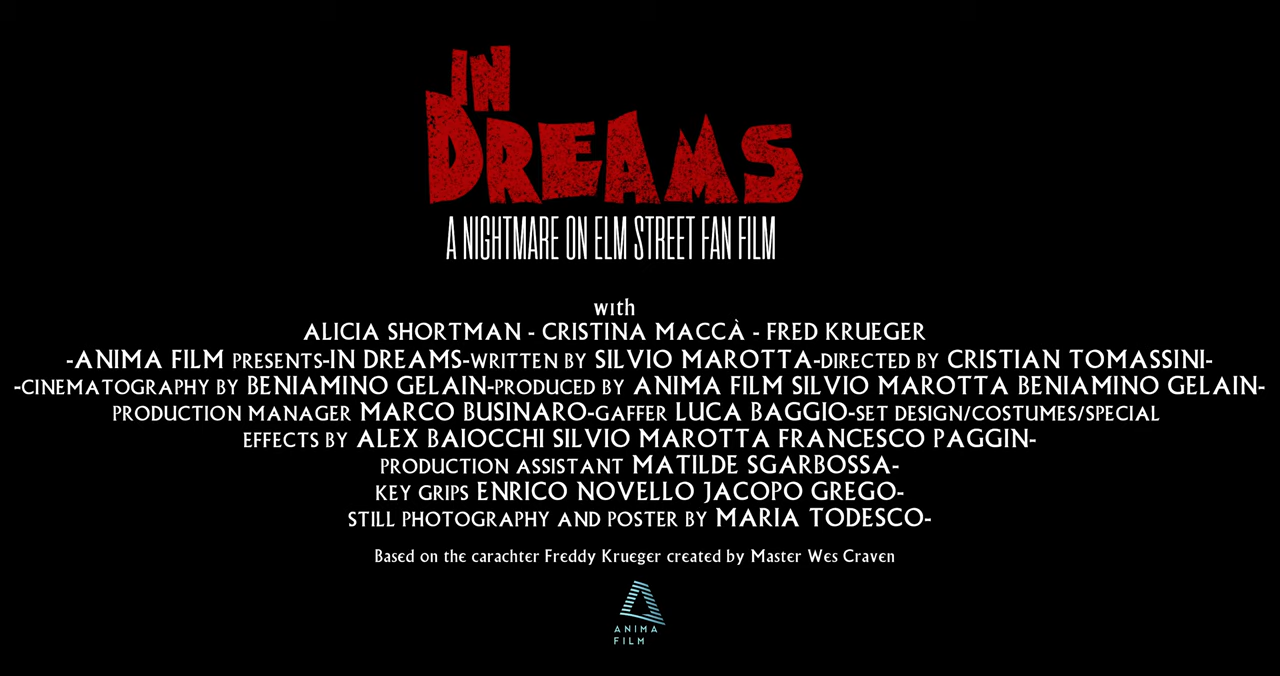 IN
DREAMS
A NIGHTMARE ON ELM STREET FAN FILM
with
ALICIA SHORTMAN - CRISTINA MACCÀ - FRED KRUEGER
-ANIMA FILM PRESENTS-IN DREAMS-WRITTEN BY SILVIO MAROTTA-DIRECTED BY CRISTIAN TOMASSINI-
-CINEMATOGRAPHY BY BENIAMINO GELAIN-PRODUCED BY ANIMA FILM SILVIO MAROTTA BENIAMINO GELAIN-
PRODUCTION MANAGER MARCO BUSINARO-GAFFER LUCA BAGGIO-SET DESIGN/COSTUMES/SPECIAL
EFFECTS BY ALEX BAIOCCHI SILVIO MAROTTA FRANCESCO PAGGIN-
PRODUCTION ASSISTANT MATILDE SGARBOSSA-
KEY GRIPS ENRICO NOVELLO JACOPO GREGO-
STILL PHOTOGRAPHY AND POSTER BY MARIA TODESCO-
Based on the carachter Freddy Krueger created by Master Wes Craven
ANIMA
FILM